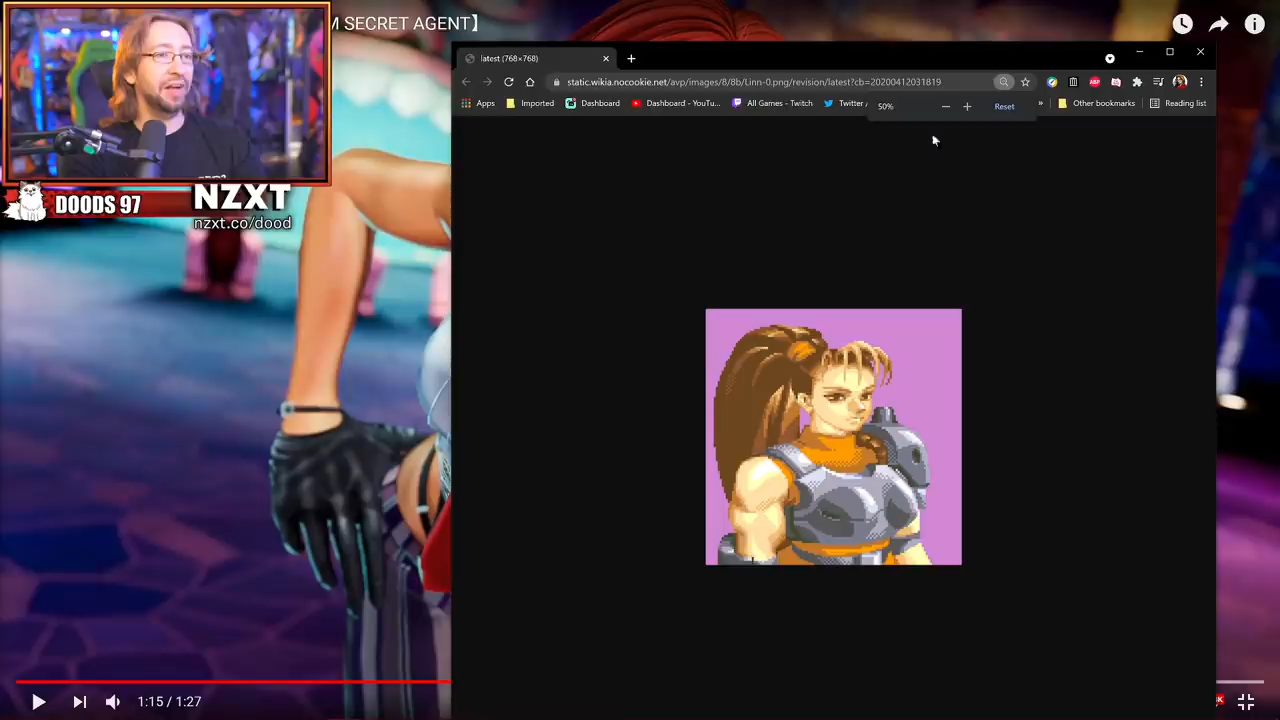 M SECRET AGENT】
latest (768×768)
static.wikia.nocookie.net/avp/images/8/8b/Linn-0.png/revision/latest?cb=20200412031819
Apps
Imported
Dashboard
Dashboard - YouTu...
All Games - Twitch
Twitter /
50%
Reset
»
Other bookmarks
Reading list
DOODS 97
NZXT
nzxt.co/dood
1:15 / 1:27